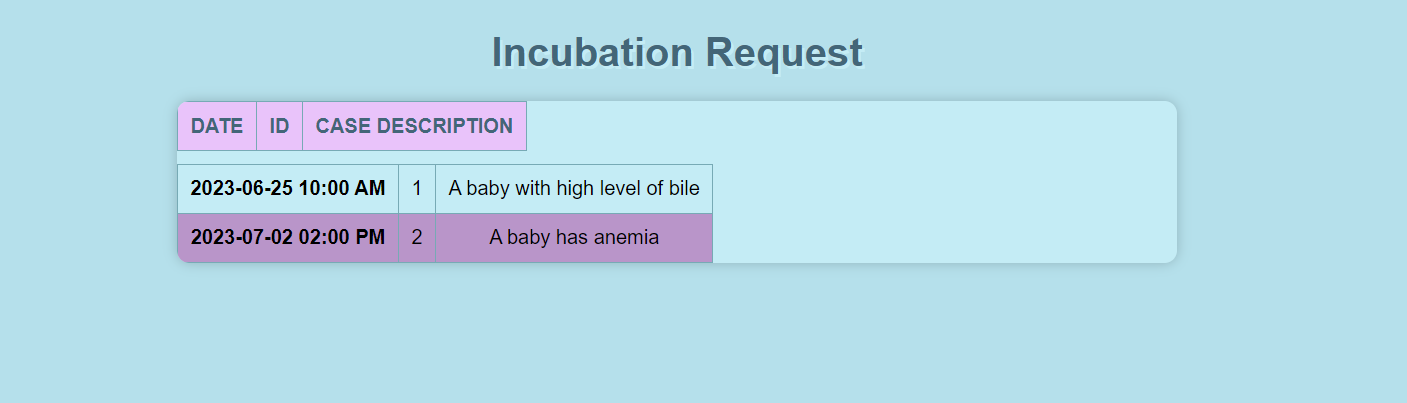 Incubation Request
DATE ID CASE DESCRIPTION
2023-06-25 10:00 AM 1 A baby with high level of bile
2023-07-02 02:00 PM 2 A baby has anemia